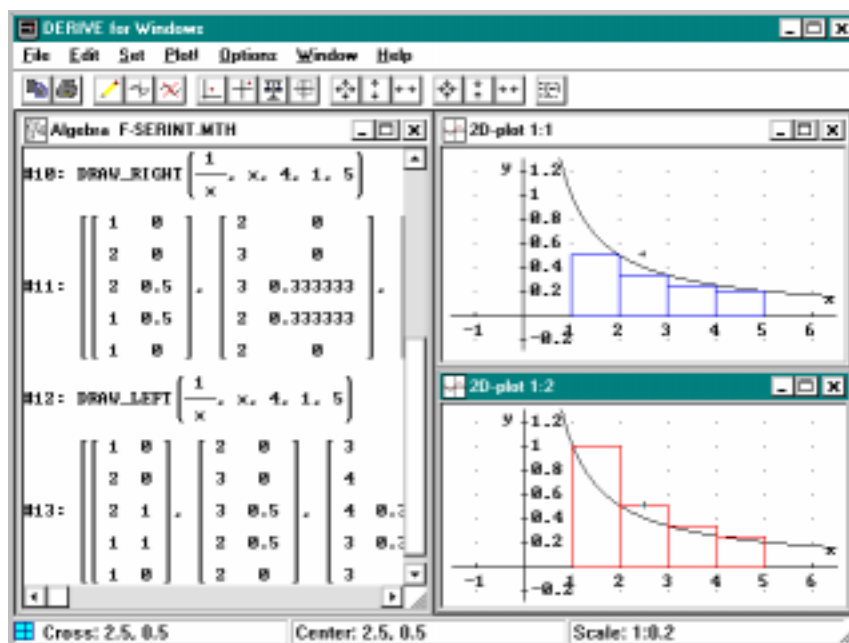 DERIVE for Windows
File Edit Set Plot! Options Window Help
Algebra F-SERINT.MTH
#10: DRAW_RIGHT(1/x, x, 4, 1, 5)
#11: [[1 0
2 0
2 0.5
1 0.5
1 0], [2 0
3 0
3 0.333333
2 0.333333
2 0],
#12: DRAW_LEFT(1/x, x, 4, 1, 5)
#13: [[1 0
2 0
2 1
1 1
1 0], [2 0
3 0
3 0.5
2 0.5
2 0], [3
4
4 0.3
3 0.3
3
2D-plot 1:1
y 1.2
1
0.8
0.6
0.4
0.2
x
-1 1 2 3 4 5 6
-0.2
2D-plot 1:2
y 1.2
1
0.8
0.6
0.4
0.2
x
-1 1 2 3 4 5 6
-0.2
Cross: 2.5, 0.5 Center: 2.5, 0.5 Scale: 1:0.2